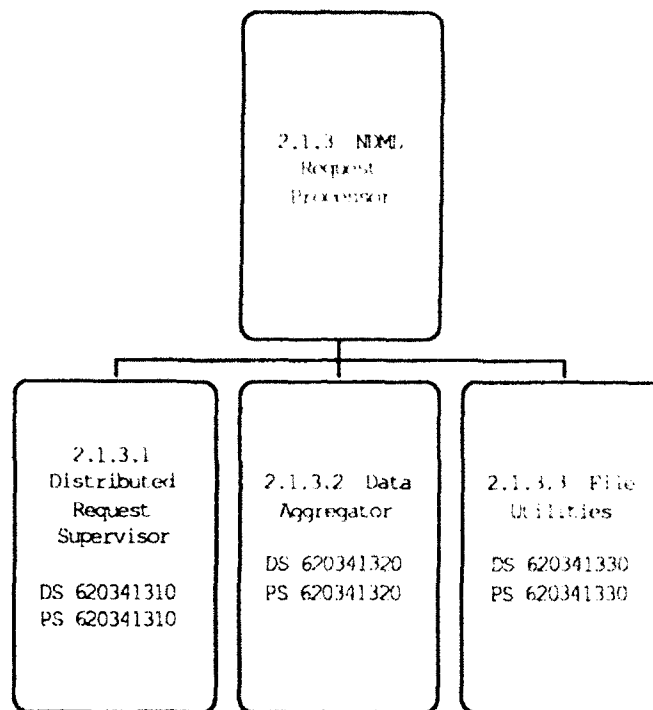 2.1.3 NDML
Request
Processor
2.1.3.1
Distributed
Request
Supervisor
DS 620341310
PS 620341310
2.1.3.2 Data
Aggregator
DS 620341320
PS 620341320
2.1.3.3 File
Utilities
DS 620341330
PS 620341330